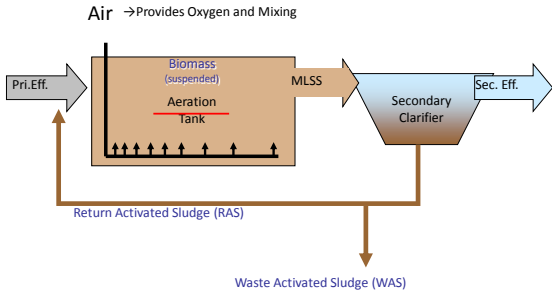 Air →Provides Oxygen and Mixing
Pri.Eff.
Biomass
(suspended)
Aeration
Tank
MLSS
Secondary
Clarifier
Sec. Eff.
Return Activated Sludge (RAS)
Waste Activated Sludge (WAS)